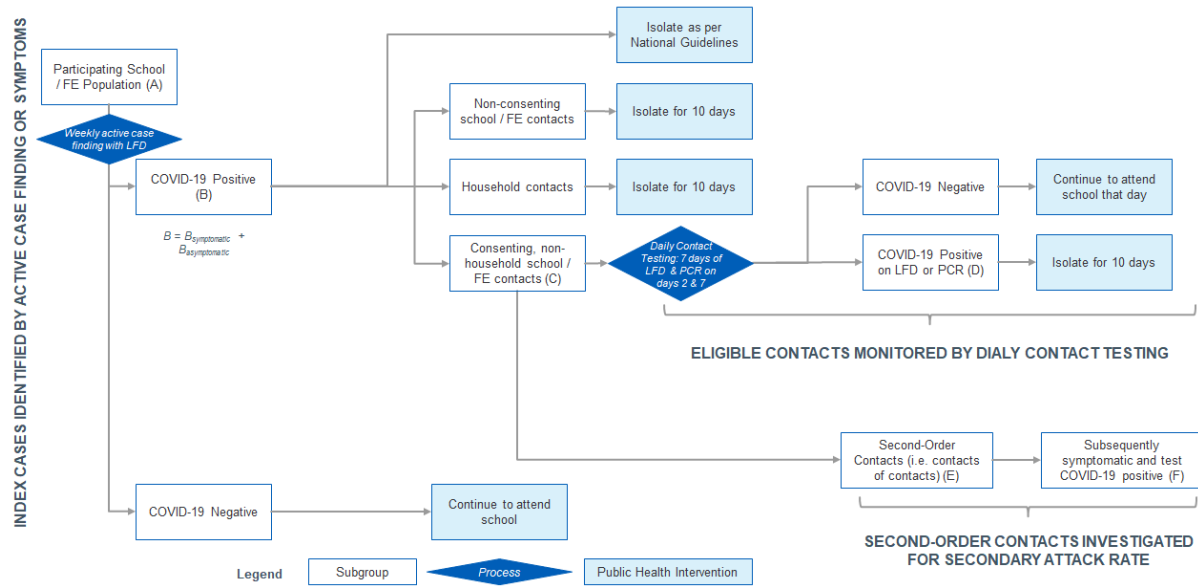 INDEX CASES IDENTIFIED BY ACTIVE CASE FINDING OR SYMPTOMS
Participating School
/ FE Population (A)
Weekly active case
finding with LFD
COVID-19 Positive
(B)
B = Bsymptomatic +
Basymptomatic
Isolate as per
National Guidelines
Non-consenting
school / FE contacts
Isolate for 10 days
Household contacts
Isolate for 10 days
Consenting, non-
household school /
FE contacts (C)
Daily Contact
Testing: 7 days of
LFD & PCR on
days 2 & 7
COVID-19 Negative
Continue to attend
school that day
COVID-19 Positive
on LFD or PCR (D)
Isolate for 10 days
ELIGIBLE CONTACTS MONITORED BY DIALY CONTACT TESTING
Second-Order
Contacts (i.e. contacts
of contacts) (E)
Subsequently
symptomatic and test
COVID-19 positive (F)
SECOND-ORDER CONTACTS INVESTIGATED
FOR SECONDARY ATTACK RATE
COVID-19 Negative
Continue to attend
school
Legend
Subgroup
Process
Public Health Intervention